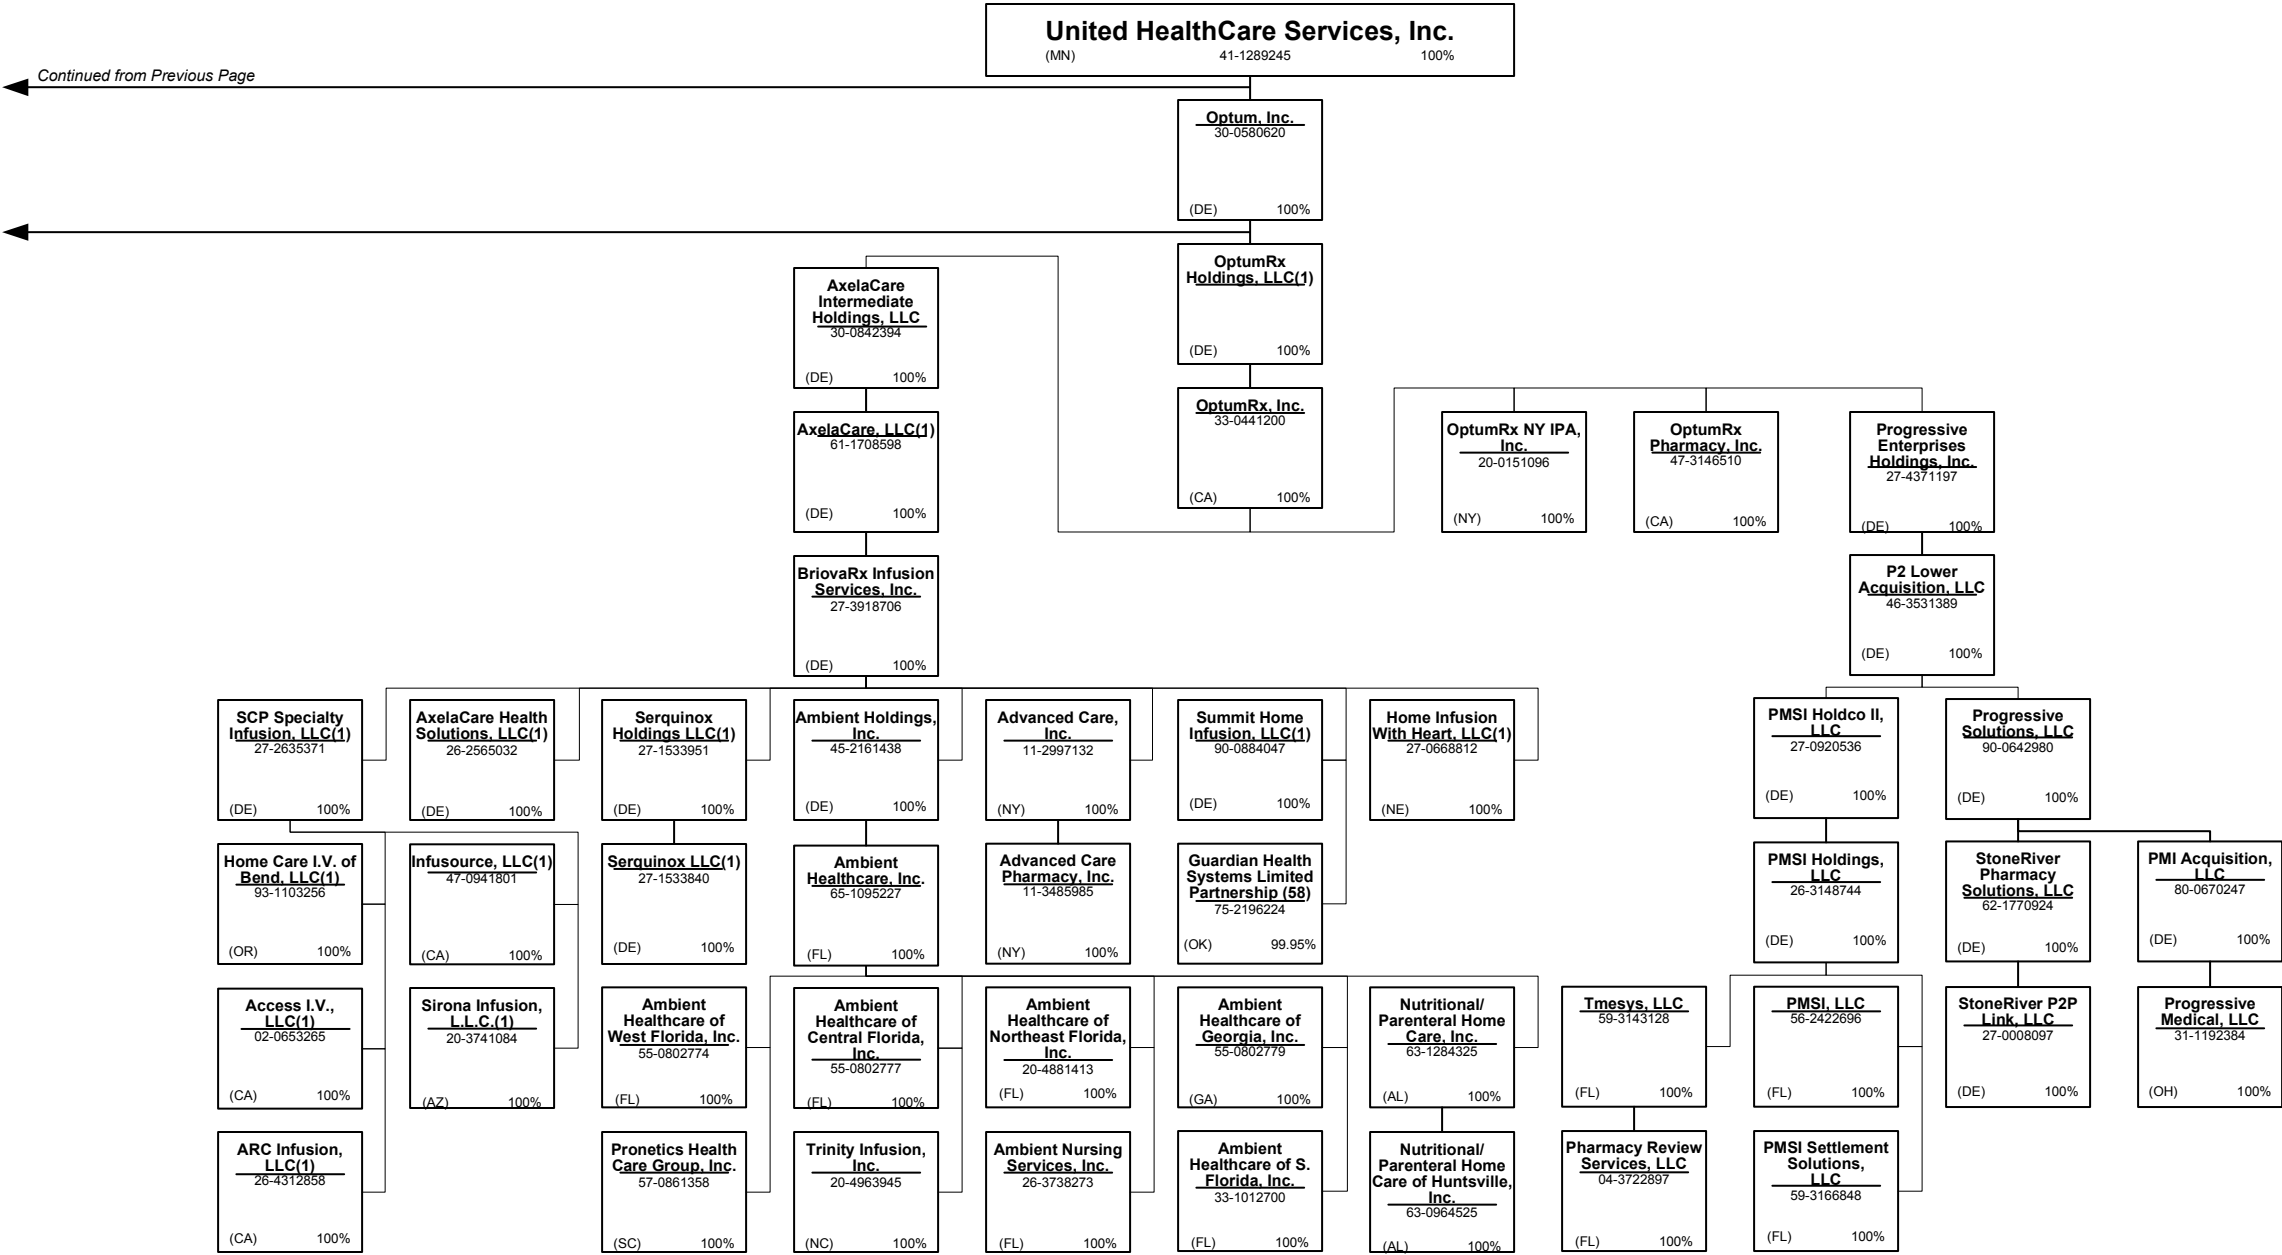 United HealthCare Services, Inc.
(MN) 41-1289245 100%
Continued from Previous Page
Optum, Inc.
30-0580620
(DE) 100%
OptumRx
Holdings, LLC(1)
(DE) 100%
AxelaCare
Intermediate
Holdings, LLC
30-0842394
(DE) 100%
OptumRx, Inc.
33-0441200
(CA) 100%
AxelaCare, LLC(1)
61-1708598
(DE) 100%
OptumRx NY IPA,
Inc.
20-0151096
(NY) 100%
OptumRx
Pharmacy, Inc.
47-3146510
(CA) 100%
Progressive
Enterprises
Holdings, Inc.
27-4371197
(DE) 100%
BriovaRx Infusion
Services, Inc.
27-3918706
(DE) 100%
P2 Lower
Acquisition, LLC
46-3531389
(DE) 100%
SCP Specialty
Infusion, LLC(1)
27-2635371
(DE) 100%
AxelaCare Health
Solutions, LLC(1)
26-2565032
(DE) 100%
Serquinox
Holdings LLC(1)
27-1533951
(DE) 100%
Ambient Holdings,
Inc.
45-2161438
(DE) 100%
Advanced Care,
Inc.
11-2997132
(NY) 100%
Summit Home
Infusion, LLC(1)
90-0884047
(DE) 100%
Home Infusion
With Heart, LLC(1)
27-0668812
(NE) 100%
PMSI Holdco II,
LLC
27-0920536
(DE) 100%
Progressive
Solutions, LLC
90-0642980
(DE) 100%
Home Care I.V. of
Bend, LLC(1)
93-1103256
(OR) 100%
Infusource, LLC(1)
47-0941801
(CA) 100%
Serquinox LLC(1)
27-1533840
(DE) 100%
Ambient
Healthcare, Inc.
65-1095227
(FL) 100%
Advanced Care
Pharmacy, Inc.
11-3485985
(NY) 100%
Guardian Health
Systems Limited
Partnership (58)
75-2196224
(OK) 99.95%
PMSI Holdings,
LLC
26-3148744
(DE) 100%
StoneRiver
Pharmacy
Solutions, LLC
62-1770924
(DE) 100%
PMI Acquisition,
LLC
80-0670247
(DE) 100%
Access I.V.,
LLC(1)
02-0653265
(CA) 100%
Sirona Infusion,
L.L.C.(1)
20-3741084
(AZ) 100%
Ambient
Healthcare of
West Florida, Inc.
55-0802774
(FL) 100%
Ambient
Healthcare of
Central Florida,
Inc.
55-0802777
(FL) 100%
Ambient
Healthcare of
Northeast Florida,
Inc.
20-4881413
(FL) 100%
Ambient
Healthcare of
Georgia, Inc.
55-0802779
(GA) 100%
Nutritional/
Parenteral Home
Care, Inc.
63-1284325
(AL) 100%
Tmesys, LLC
59-3143128
(FL) 100%
PMSI, LLC
56-2422696
(FL) 100%
StoneRiver P2P
Link, LLC
27-0008097
(DE) 100%
Progressive
Medical, LLC
31-1192384
(OH) 100%
ARC Infusion,
LLC(1)
26-4312858
(CA) 100%
Pronetics Health
Care Group, Inc.
57-0861358
(SC) 100%
Trinity Infusion,
Inc.
20-4963945
(NC) 100%
Ambient Nursing
Services, Inc.
26-3738273
(FL) 100%
Ambient
Healthcare of S.
Florida, Inc.
33-1012700
(FL) 100%
Nutritional/
Parenteral Home
Care of Huntsville,
Inc.
63-0964525
(AL) 100%
Pharmacy Review
Services, LLC
04-3722897
(FL) 100%
PMSI Settlement
Solutions,
LLC
59-3166848
(FL) 100%